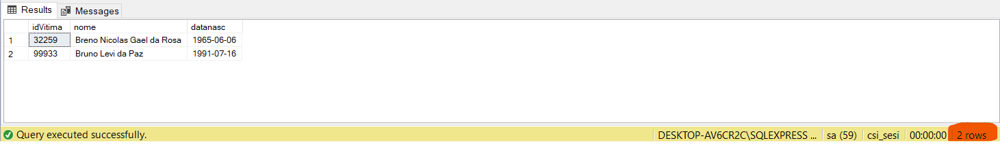 Results Messages
idVitima nome datanasc
1 32259 Breno Nicolas Gael da Rosa 1965-06-06
2 99933 Bruno Levi da Paz 1991-07-16
Query executed successfully. DESKTOP-AV6CR2C\SQLEXPRESS ... sa (59) csi_sesi 00:00:00 2 rows